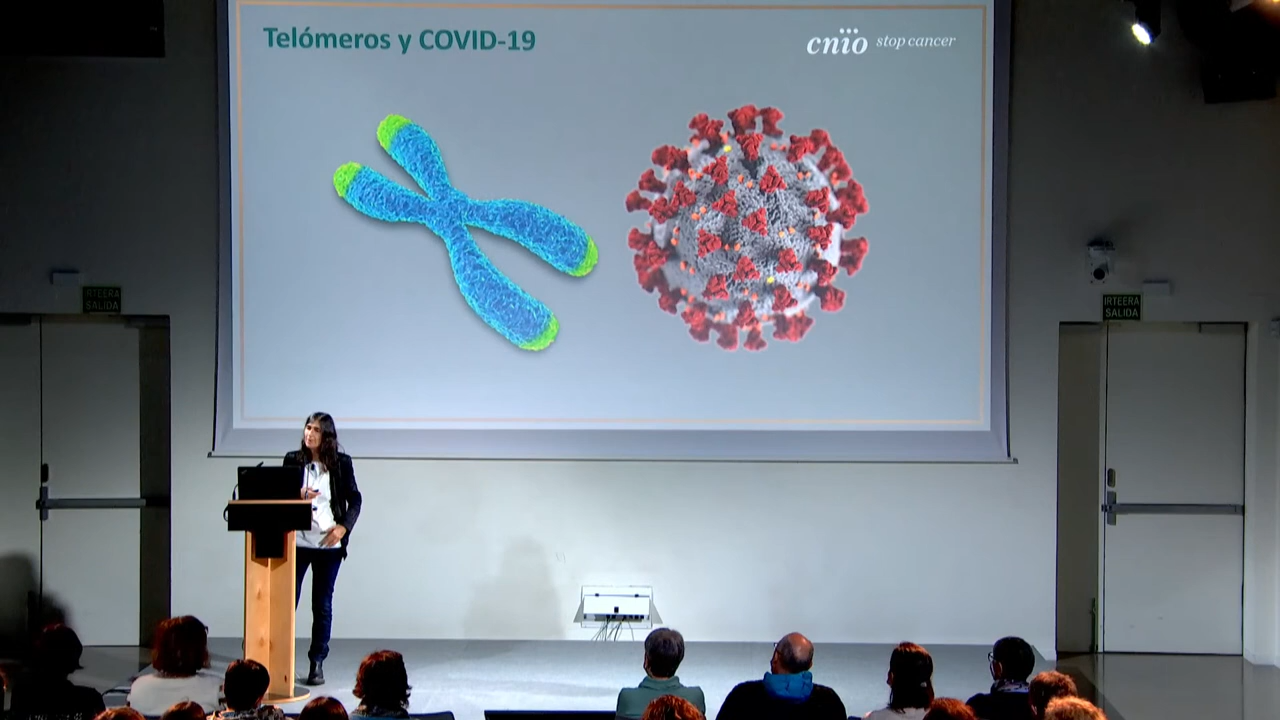 Telómeros y COVID-19
cnio stop cancer
IRTEERA
SALIDA
IRTEERA
SALIDA